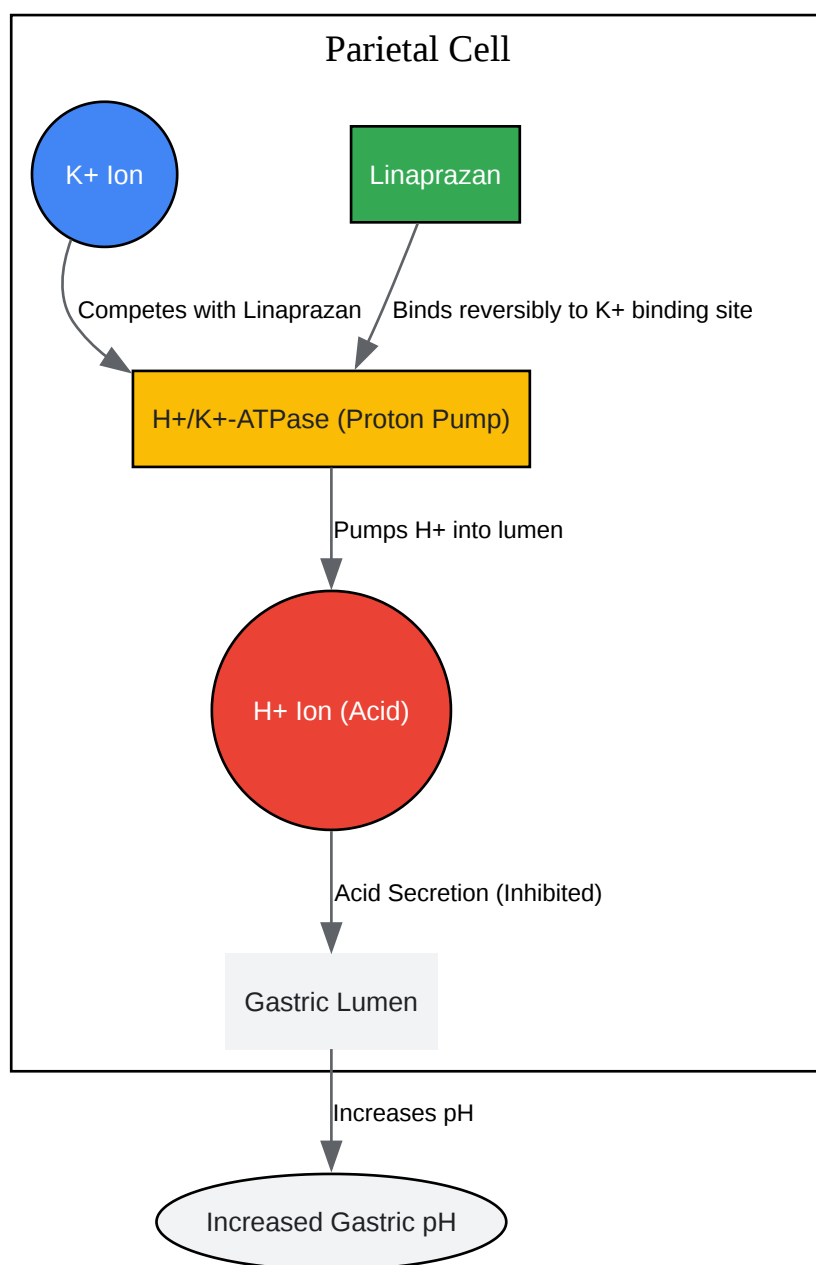 Parietal Cell
K+ Ion
Linaprazan
Competes with Linaprazan
Binds reversibly to K+ binding site
H+/K+-ATPase (Proton Pump)
Pumps H+ into lumen
H+ Ion (Acid)
Acid Secretion (Inhibited)
Gastric Lumen
Increases pH
Increased Gastric pH